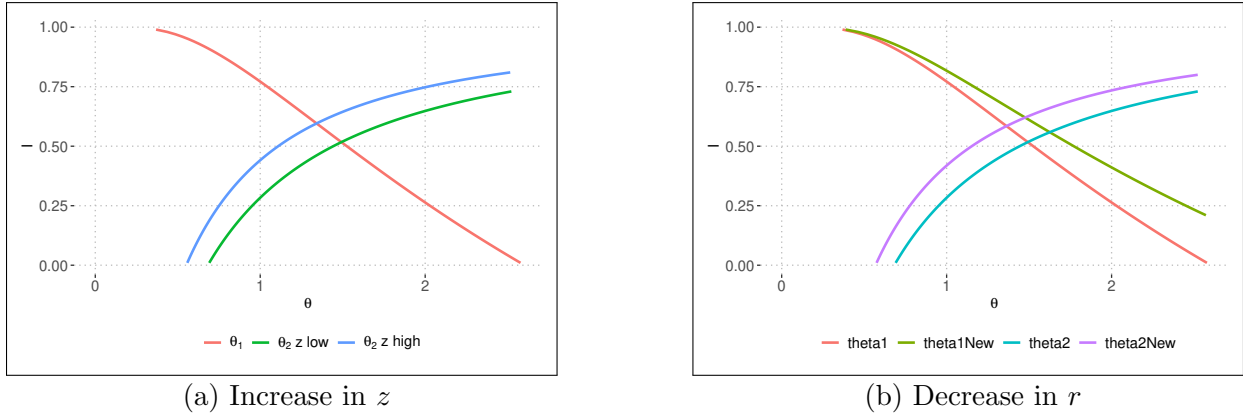 1.00
0.75
0.50
0.25
0.00
I
0 1 2
θ
θ₁ θ₂ z low θ₂ z high
(a) Increase in z
1.00
0.75
0.50
0.25
0.00
I
0 1 2
θ
theta1 theta1New theta2 theta2New
(b) Decrease in r